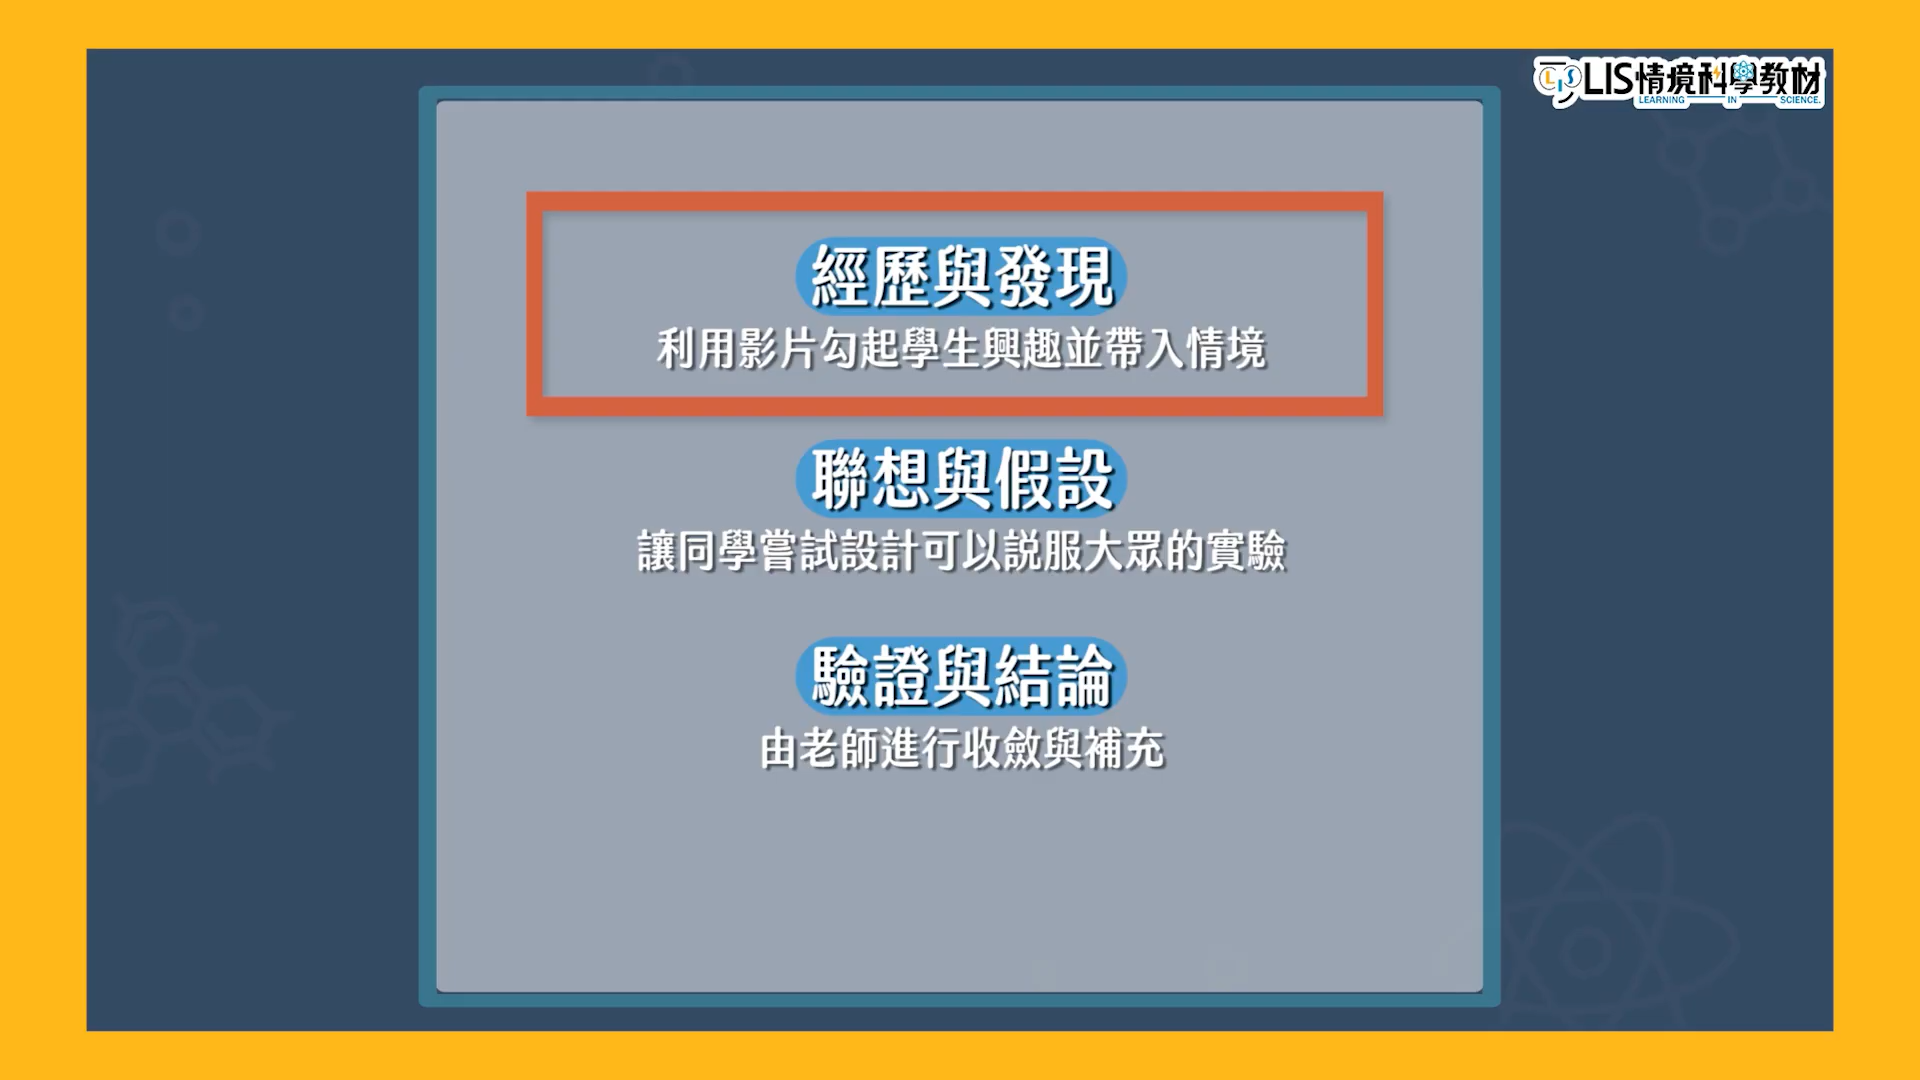 LIS情境科學教材
LEARNING IN SCIENCE.
經歷與發現
利用影片勾起學生興趣並帶入情境
聯想與假設
讓同學嘗試設計可以説服大眾的實驗
驗證與結論
由老師進行收斂與補充